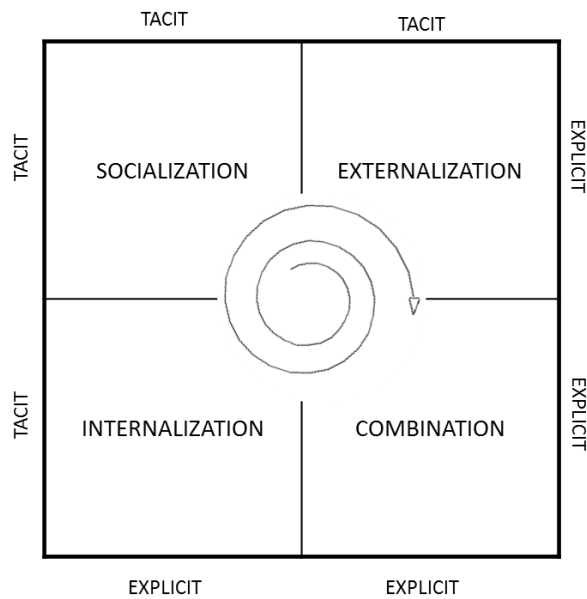 TACIT
TACIT
TACIT
SOCIALIZATION
EXTERNALIZATION
EXPLICIT
TACIT
INTERNALIZATION
COMBINATION
EXPLICIT
EXPLICIT
EXPLICIT